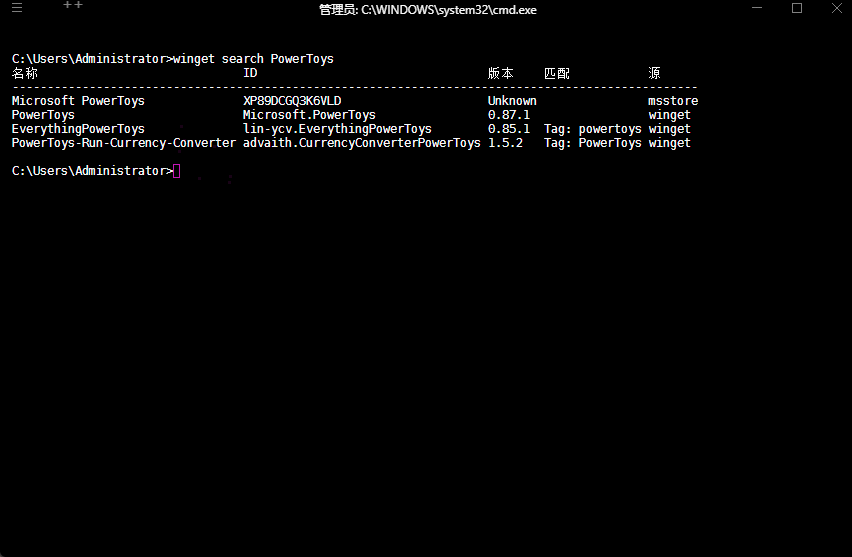 管理员: C:\WINDOWS\system32\cmd.exe
C:\Users\Administrator>winget search PowerToys
名称 ID 版本 匹配 源
--------------------------------------------------------------------------------------------------
Microsoft PowerToys XP89DCGQ3K6VLD Unknown msstore
PowerToys Microsoft.PowerToys 0.87.1 winget
EverythingPowerToys lin-ycv.EverythingPowerToys 0.85.1 Tag: powertoys winget
PowerToys-Run-Currency-Converter advaith.CurrencyConverterPowerToys 1.5.2 Tag: PowerToys winget
C:\Users\Administrator>